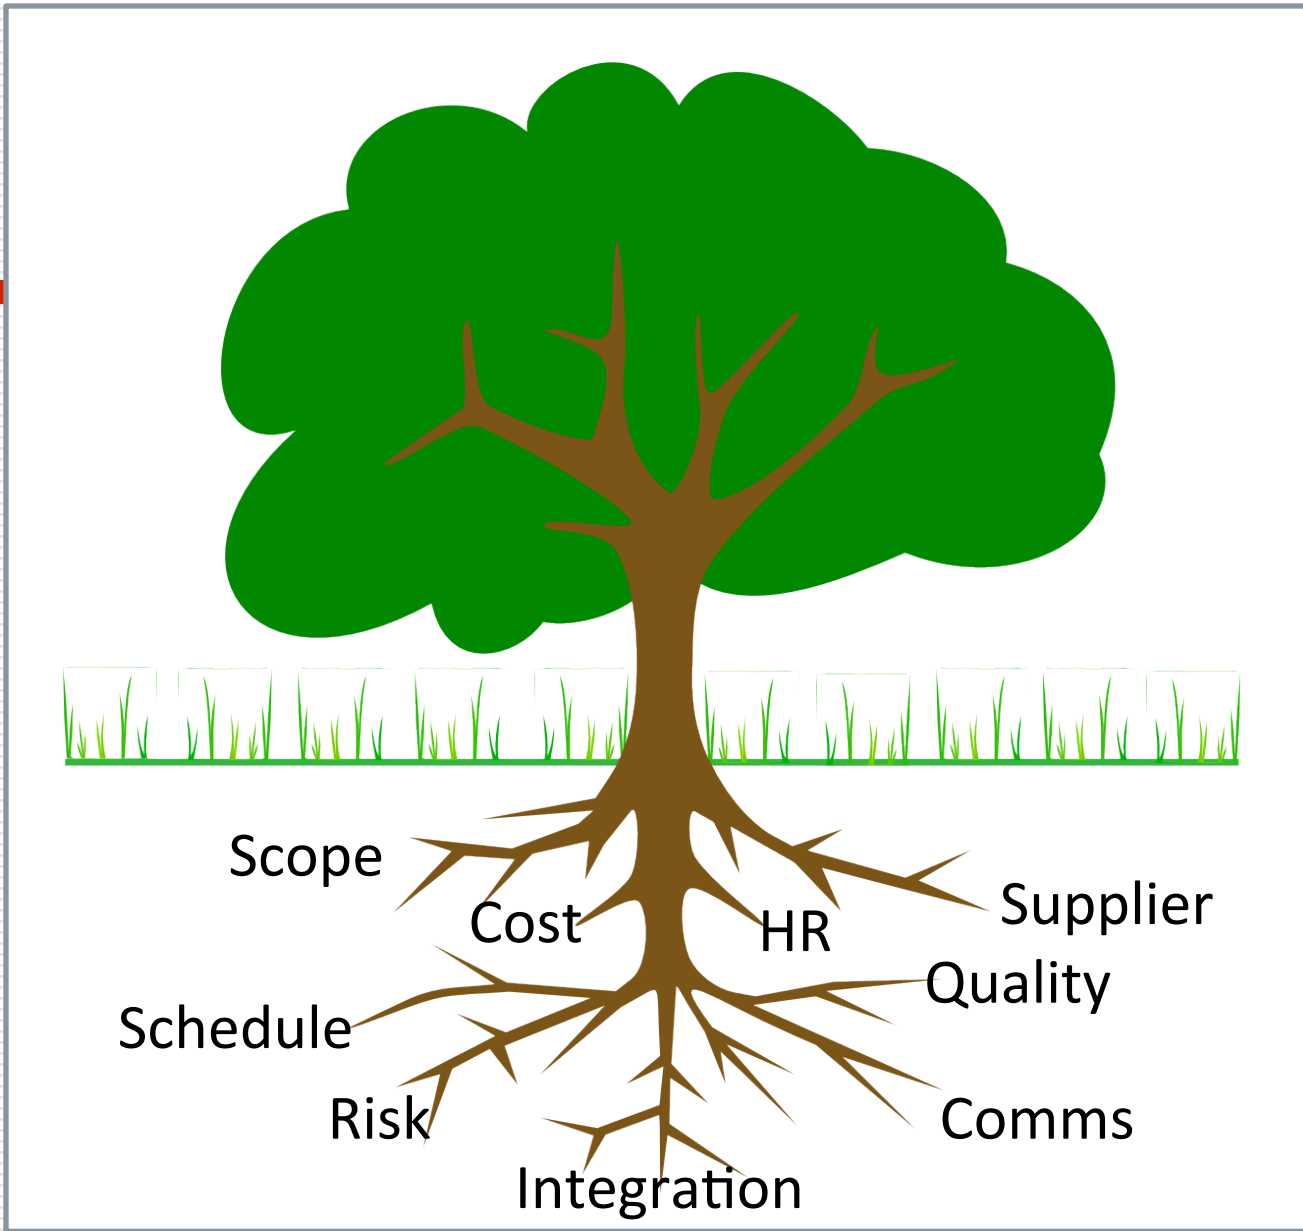 Scope
Supplier
Cost
HR
Quality
Schedule
Risk
Comms
Integration